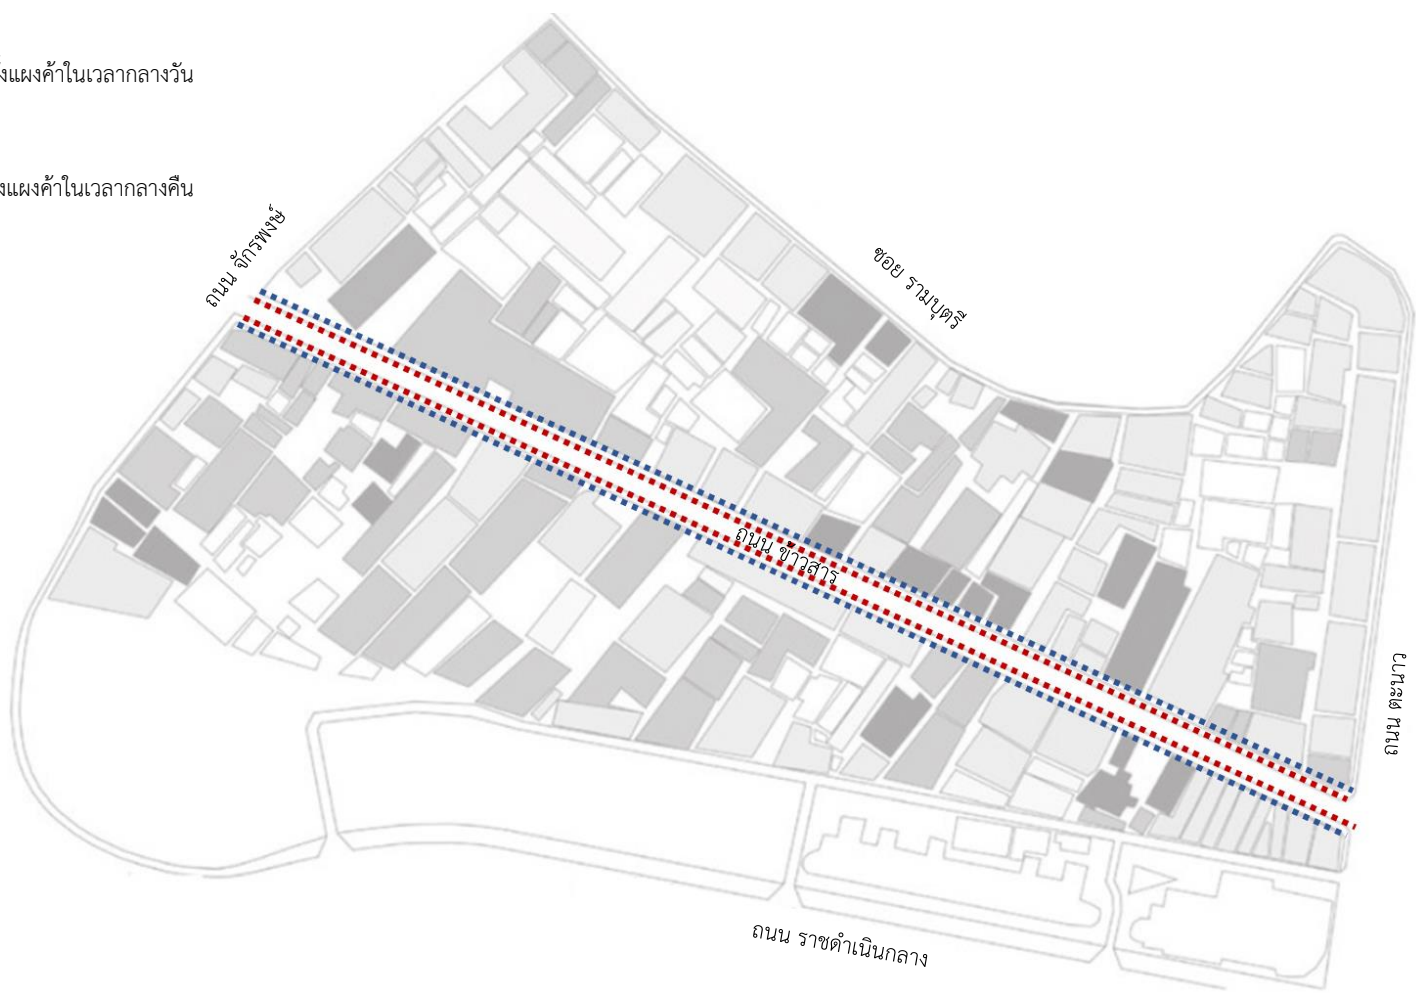 งแผงค้าในเวลากลางวัน
งแผงค้าในเวลากลางคืน
ถนน จักรพงษ์
ซอย รามบุตรี
ถนน ข้าวสาร
ถนน ตะนาว
ถนน ราชดำเนินกลาง